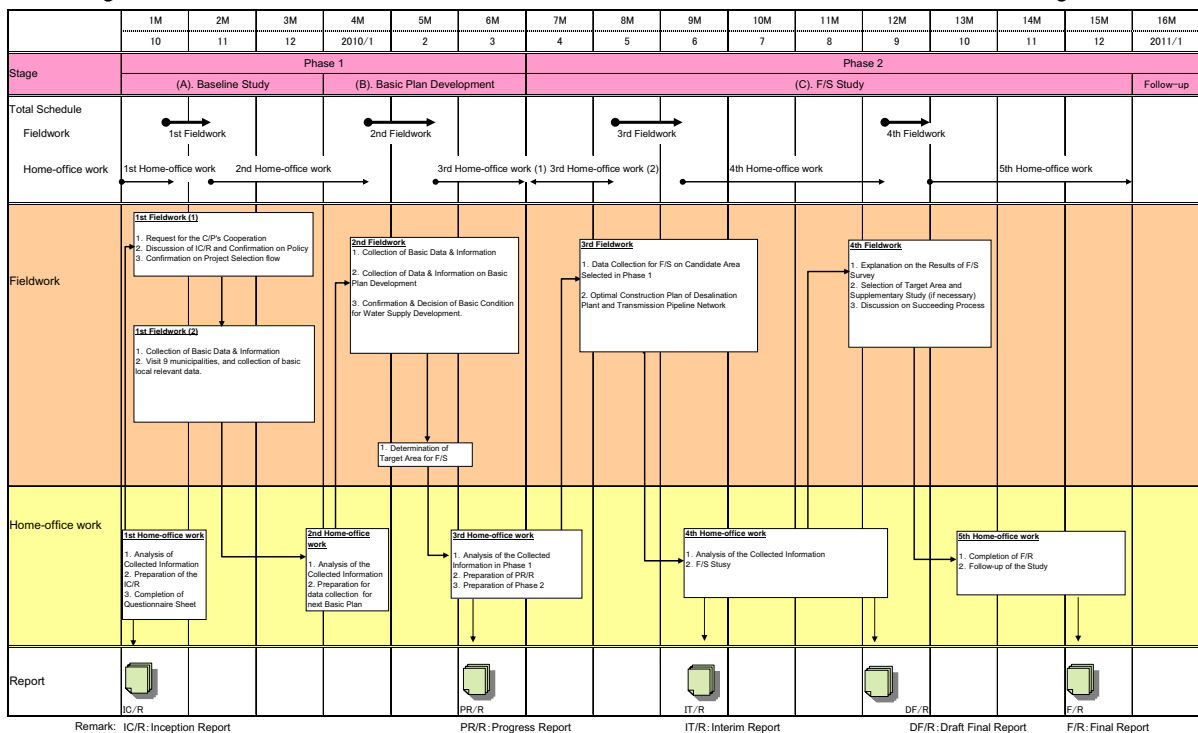 1M 2M 3M 4M 5M 6M 7M 8M 9M 10M 11M 12M 13M 14M 15M 16M
10 11 12 2010/1 2 3 4 5 6 7 8 9 10 11 12 2011/1
Stage
Phase 1 Phase 2
(A). Baseline Study (B). Basic Plan Development (C). F/S Study Follow-up
Total Schedule
Fieldwork
1st Fieldwork 2nd Fieldwork 3rd Fieldwork 4th Fieldwork
Home-office work
1st Home-office work 2nd Home-office work 3rd Home-office work (1) 3rd Home-office work (2) 4th Home-office work 5th Home-office work
Fieldwork
1st Fieldwork (1)
1. Request for the C/P's Cooperation
2. Discussion of IC/R and Confirmation on Policy
3. Confirmation on Project Selection flow
1st Fieldwork (2)
1. Collection of Basic Data & Information
2. Visit 9 municipalities, and collection of basic
local relevant data.
2nd Fieldwork
1. Collection of Basic Data & Information
2. Collection of Data & Information on Basic
Plan Development
3. Confirmation & Decision of Basic Condition
for Water Supply Development.
1. Determination of
Target Area for F/S
3rd Fieldwork
1. Data Collection for F/S on Candidate Area
Selected in Phase 1
2. Optimal Construction Plan of Desalination
Plant and Transmission Pipeline Network
4th Fieldwork
1. Explanation on the Results of F/S
Survey
2. Selection of Target Area and
Supplementary Study (if necessary)
3. Discussion on Succeeding Process
Home-office work
1st Home-office work
1. Analysis of
Collected Information
2. Preparation of the
IC/R
3. Completion of
Questionnaire Sheet
2nd Home-office
work
1. Analysis of the
Collected Information
2. Preparation for
data collection for
next Basic Plan
3rd Home-office work
1. Analysis of the Collected
Information in Phase 1
2. Preparation of PR/R
3. Preparation of Phase 2
4th Home-office work
1. Analysis of the Collected Information
2. F/S Stusy
5th Home-office work
1. Completion of F/R
2. Follow-up of the Study
Report
IC/R PR/R IT/R DF/R F/R
Remark: IC/R:Inception Report PR/R:Progress Report IT/R:Interim Report DF/R:Draft Final Report F/R:Final Report